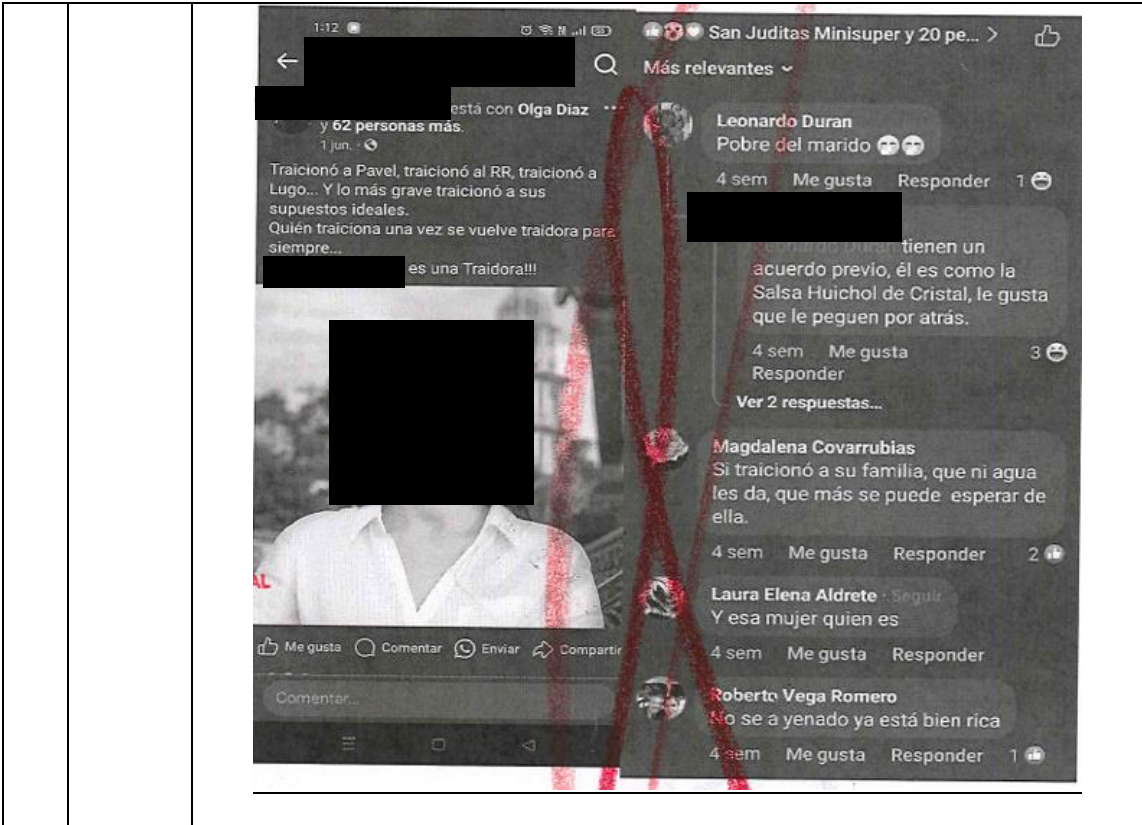 1:12
está con Olga Diaz ...
y 62 personas más.
1 jun. ·
Traicionó a Pavel, traicionó al RR, traicionó a
Lugo... Y lo más grave traicionó a sus
supuestos ideales.
Quién traiciona una vez se vuelve traidora para
siempre...
es una Traidora!!!
AL
Me gusta Comentar Enviar Compartir
Comentar...
San Juditas Minisuper y 20 pe... >
Más relevantes
Leonardo Duran
Pobre del marido
4 sem Me gusta Responder 1
Leonardo Duran tienen un
acuerdo previo, él es como la
Salsa Huichol de Cristal, le gusta
que le peguen por atrás.
4 sem Me gusta 3
Responder
Ver 2 respuestas...
Magdalena Covarrubias
Si traicionó a su familia, que ni agua
les da, que más se puede esperar de
ella.
4 sem Me gusta Responder 2
Laura Elena Aldrete · Seguir
Y esa mujer quien es
4 sem Me gusta Responder
Roberto Vega Romero
No se a yenado ya está bien rica
4 sem Me gusta Responder 1